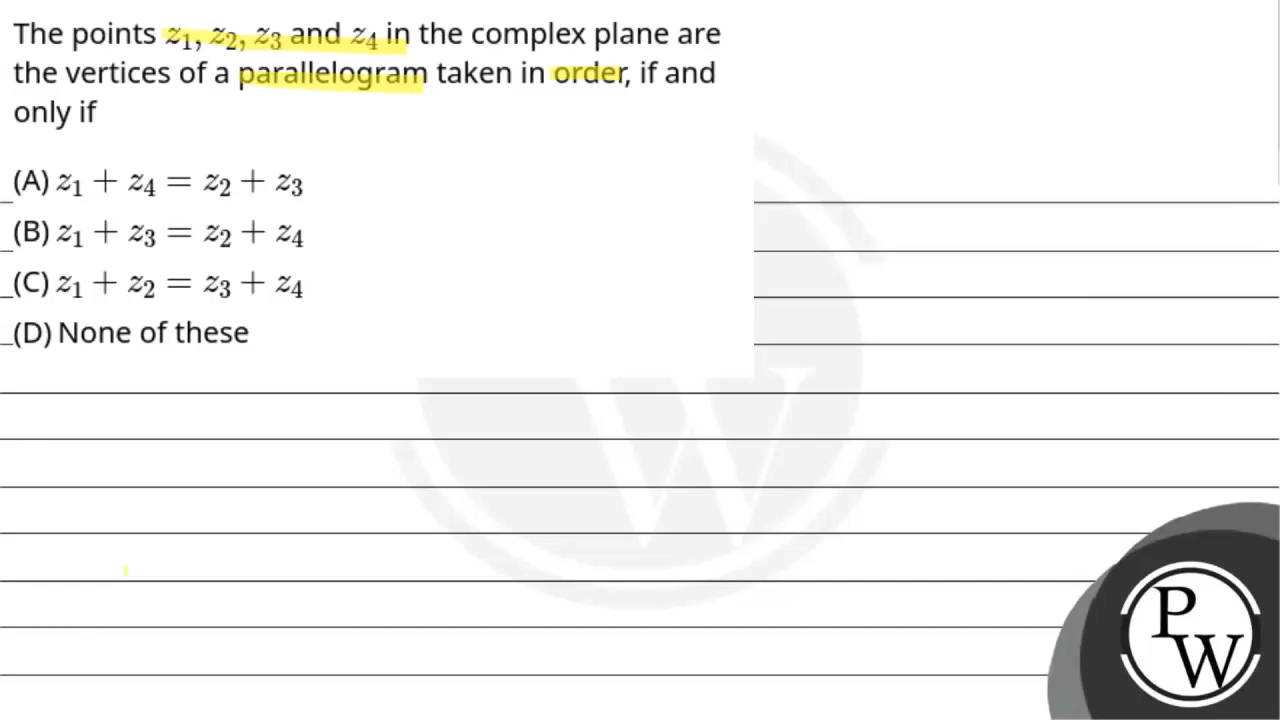 The points z₁, z₂, z₃ and z₄ in the complex plane are
the vertices of a parallelogram taken in order, if and
only if
(A) z₁ + z₄ = z₂ + z₃
(B) z₁ + z₃ = z₂ + z₄
(C) z₁ + z₂ = z₃ + z₄
(D) None of these
P
W